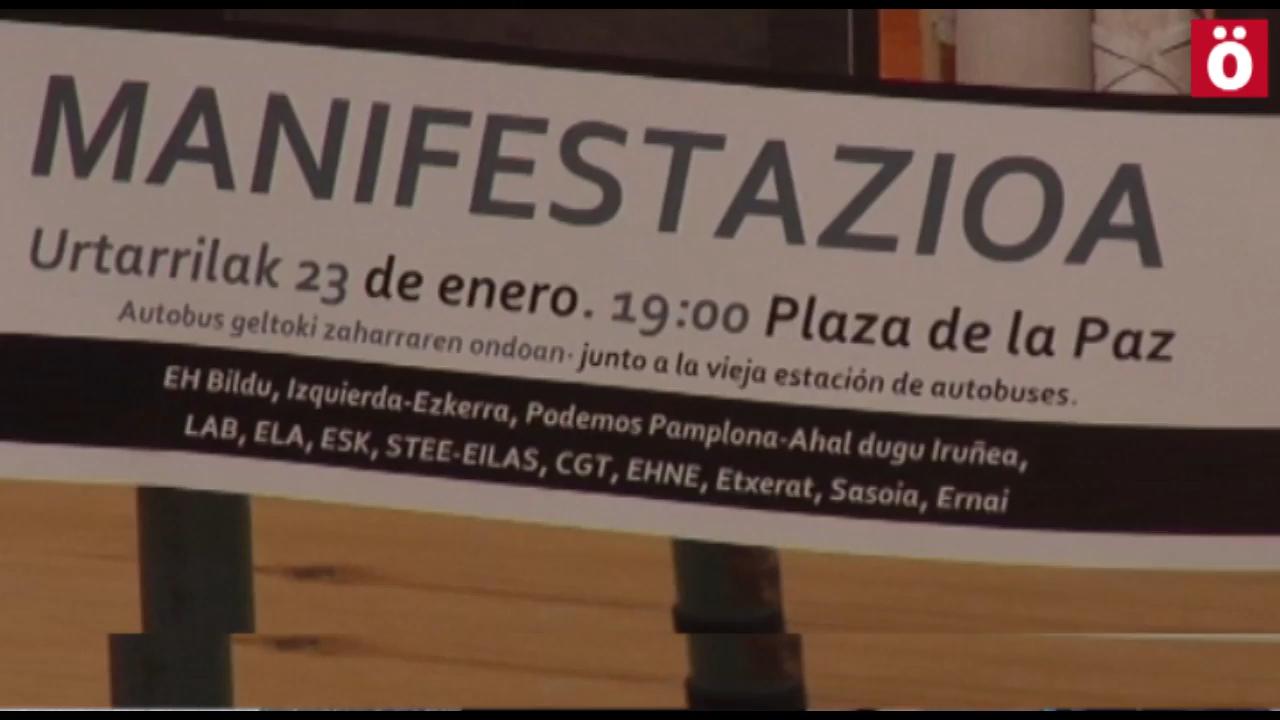 ö
MANIFESTAZIOA
Urtarrilak 23 de enero. 19:00 Plaza de la Paz
Autobus geltoki zaharraren ondoan· junto a la vieja estación de autobuses.
EH Bildu, Izquierda-Ezkerra, Podemos Pamplona-Ahal dugu Iruñea,
LAB, ELA, ESK, STEE-EILAS, CGT, EHNE, Etxerat, Sasoia, Ernai